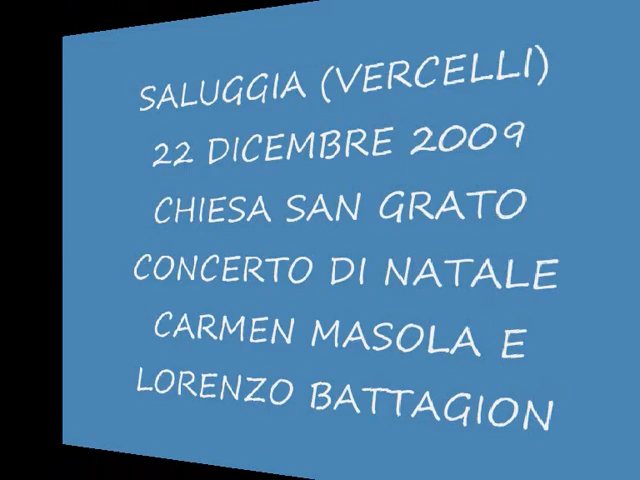 SALUGGIA (VERCELLI)
22 DICEMBRE 2009
CHIESA SAN GRATO
CONCERTO DI NATALE
CARMEN MASOLA E
LORENZO BATTAGION